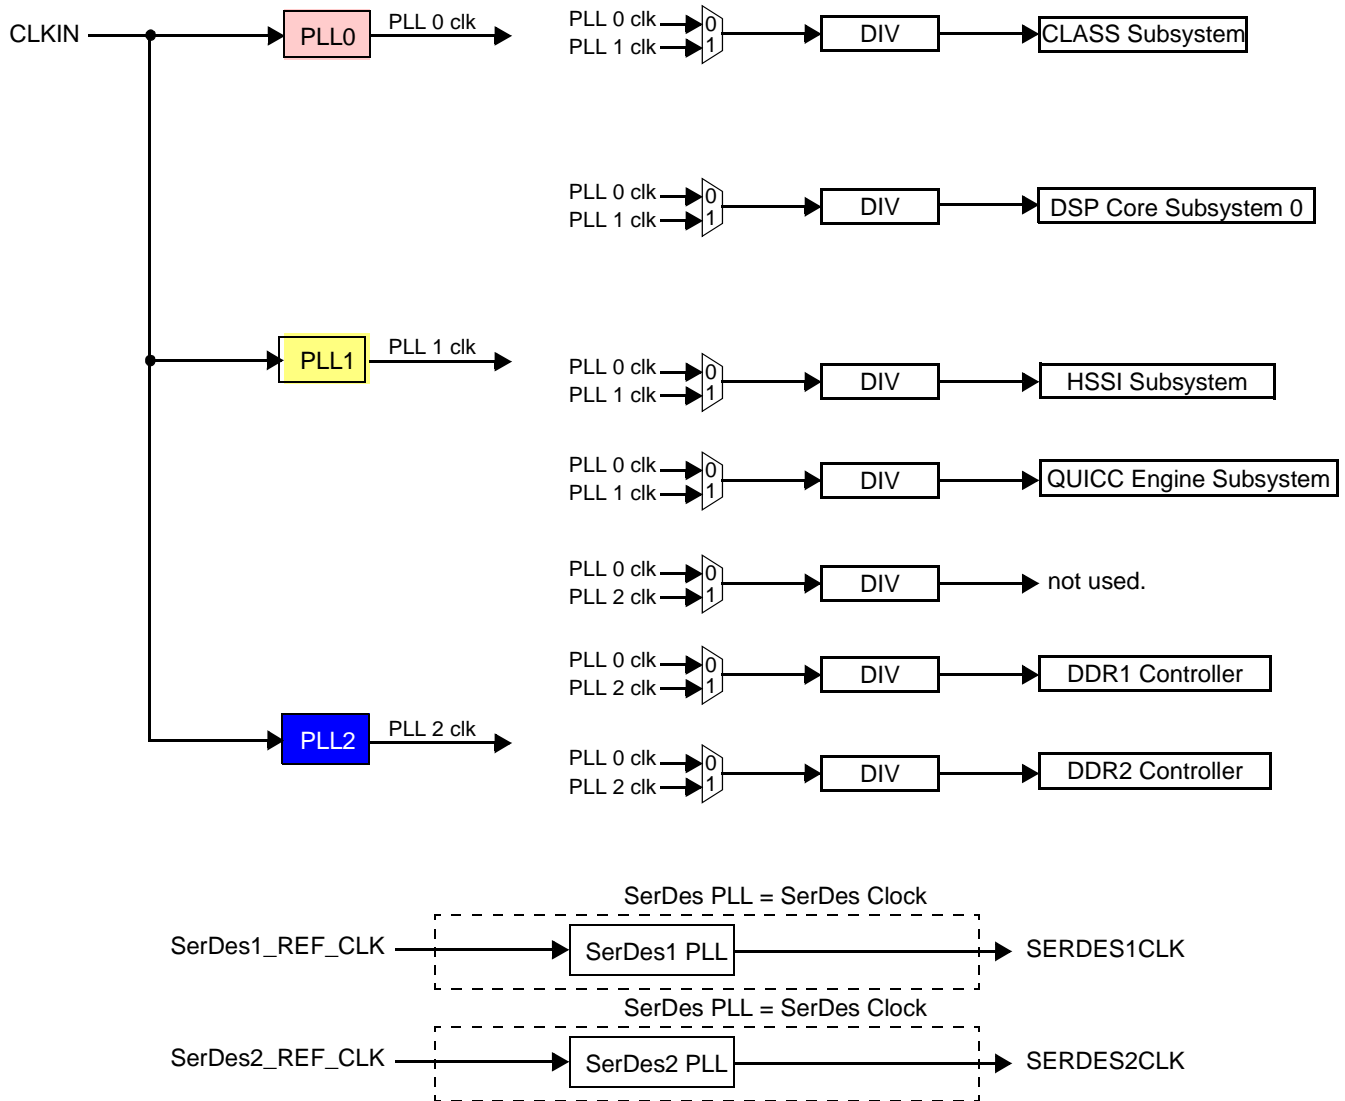 CLKIN
PLL0
PLL 0 clk
PLL 0 clk
PLL 1 clk
0
1
DIV
CLASS Subsystem
PLL 0 clk
PLL 1 clk
0
1
DIV
DSP Core Subsystem 0
PLL1
PLL 1 clk
PLL 0 clk
PLL 1 clk
0
1
DIV
HSSI Subsystem
PLL 0 clk
PLL 1 clk
0
1
DIV
QUICC Engine Subsystem
PLL 0 clk
PLL 2 clk
0
1
DIV
not used.
PLL 0 clk
PLL 2 clk
0
1
DIV
DDR1 Controller
PLL2
PLL 2 clk
PLL 0 clk
PLL 2 clk
0
1
DIV
DDR2 Controller
SerDes PLL = SerDes Clock
SerDes1_REF_CLK
SerDes1 PLL
SERDES1CLK
SerDes PLL = SerDes Clock
SerDes2_REF_CLK
SerDes2 PLL
SERDES2CLK